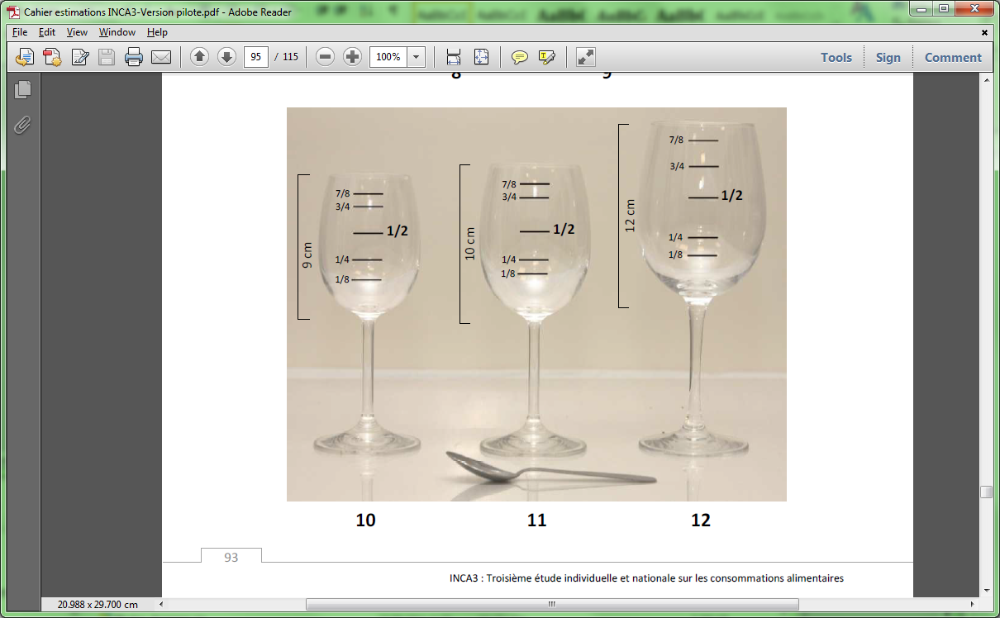 Cahier estimations INCA3-Version pilote.pdf - Adobe Reader
File Edit View Window Help
95 / 115 100% Tools Sign Comment
8 9
7/8
3/4
1/2
1/4
1/8
9 cm
7/8
3/4
1/2
1/4
1/8
10 cm
7/8
3/4
1/2
1/4
1/8
12 cm
10 11 12
93
INCA3 : Troisième étude individuelle et nationale sur les consommations alimentaires
20.988 x 29.700 cm